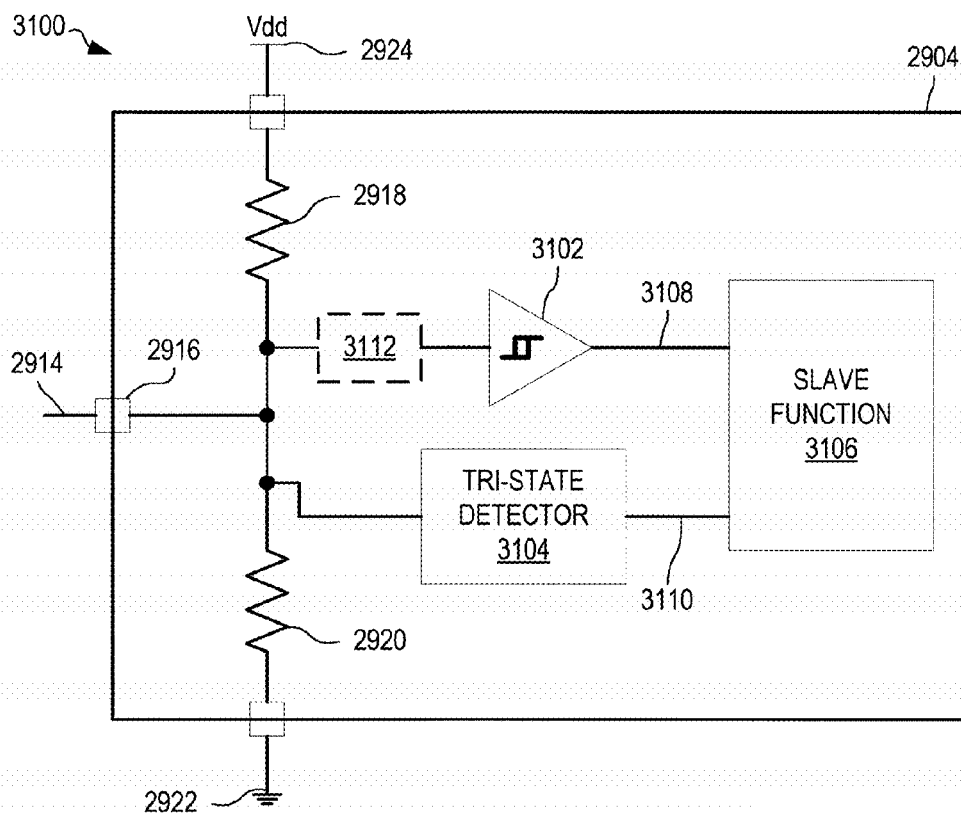 3100
Vdd
2924
2904
2918
3102
3108
3112
2914
2916
SLAVE
FUNCTION
3106
TRI-STATE
DETECTOR
3104
3110
2920
2922